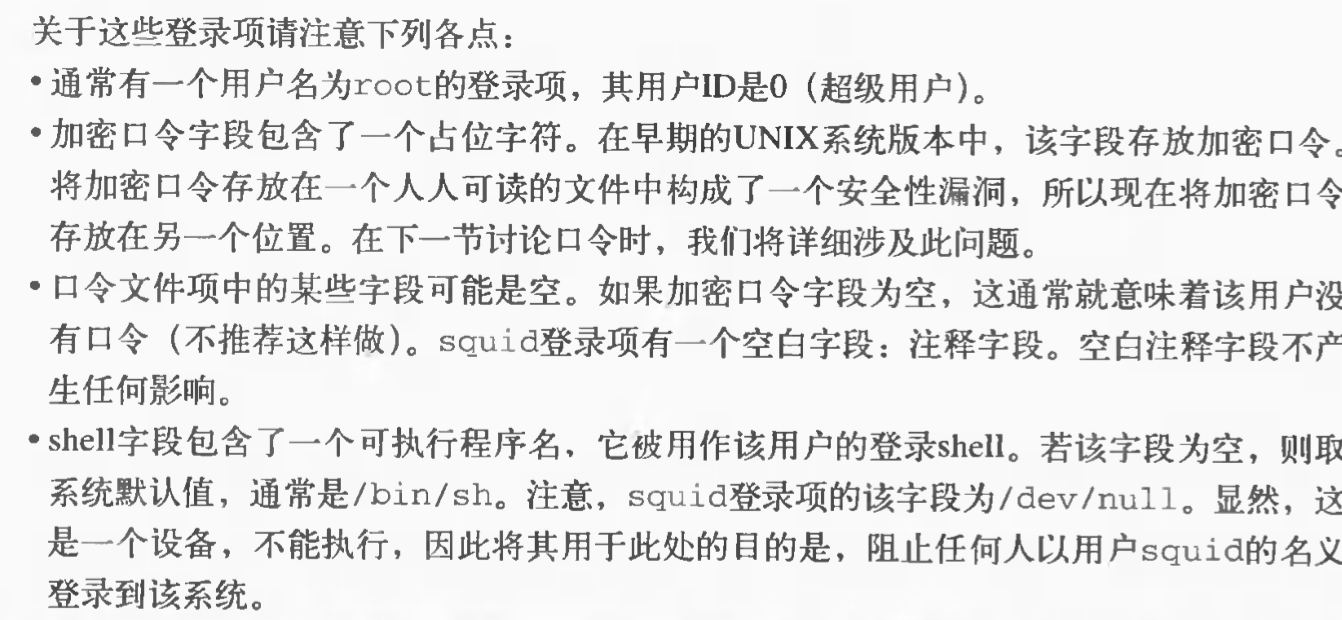 关于这些登录项请注意下列各点：
• 通常有一个用户名为root的登录项，其用户ID是0（超级用户）。
• 加密口令字段包含了一个占位字符。在早期的UNIX系统版本中，该字段存放加密口令。
将加密口令存放在一个人人可读的文件中构成了一个安全性漏洞，所以现在将加密口令
存放在另一个位置。在下一节讨论口令时，我们将详细涉及此问题。
• 口令文件项中的某些字段可能是空。如果加密口令字段为空，这通常就意味着该用户没
有口令（不推荐这样做）。squid登录项有一个空白字段：注释字段。空白注释字段不产
生任何影响。
• shell字段包含了一个可执行程序名，它被用作该用户的登录shell。若该字段为空，则取
系统默认值，通常是/bin/sh。注意，squid登录项的该字段为/dev/null。显然，这
是一个设备，不能执行，因此将其用于此处的目的是，阻止任何人以用户squid的名义
登录到该系统。